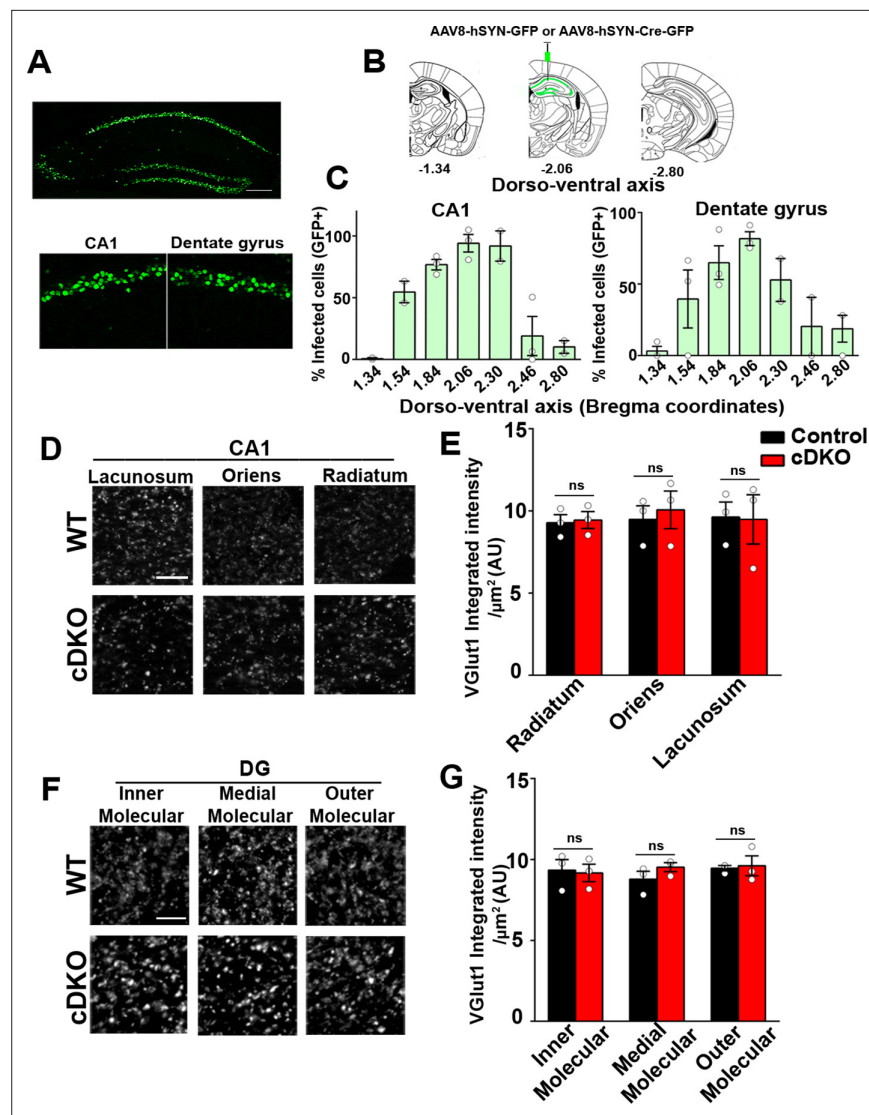 AAV8-hSYN-GFP or AAV8-hSYN-Cre-GFP
A
B
-1.34
-2.06
-2.80
Dorso-ventral axis
C
CA1
Dentate gyrus
CA1
Dentate gyrus
% Infected cells (GFP+)
100
50
0
1.34
1.54
1.84
2.06
2.30
2.46
2.80
% Infected cells (GFP+)
100
50
0
1.34
1.54
1.84
2.06
2.30
2.46
2.80
Dorso-ventral axis (Bregma coordinates)
D
CA1
Lacunosum
Oriens
Radiatum
WT
cDKO
E
Control
cDKO
VGlut1 Integrated intensity
/µm² (AU)
15
10
5
0
ns
ns
ns
Radiatum
Oriens
Lacunosum
F
DG
Inner
Molecular
Medial
Molecular
Outer
Molecular
WT
cDKO
G
VGlut1 Integrated intensity
/µm² (AU)
15
10
5
0
ns
ns
ns
Inner
Molecular
Medial
Molecular
Outer
Molecular